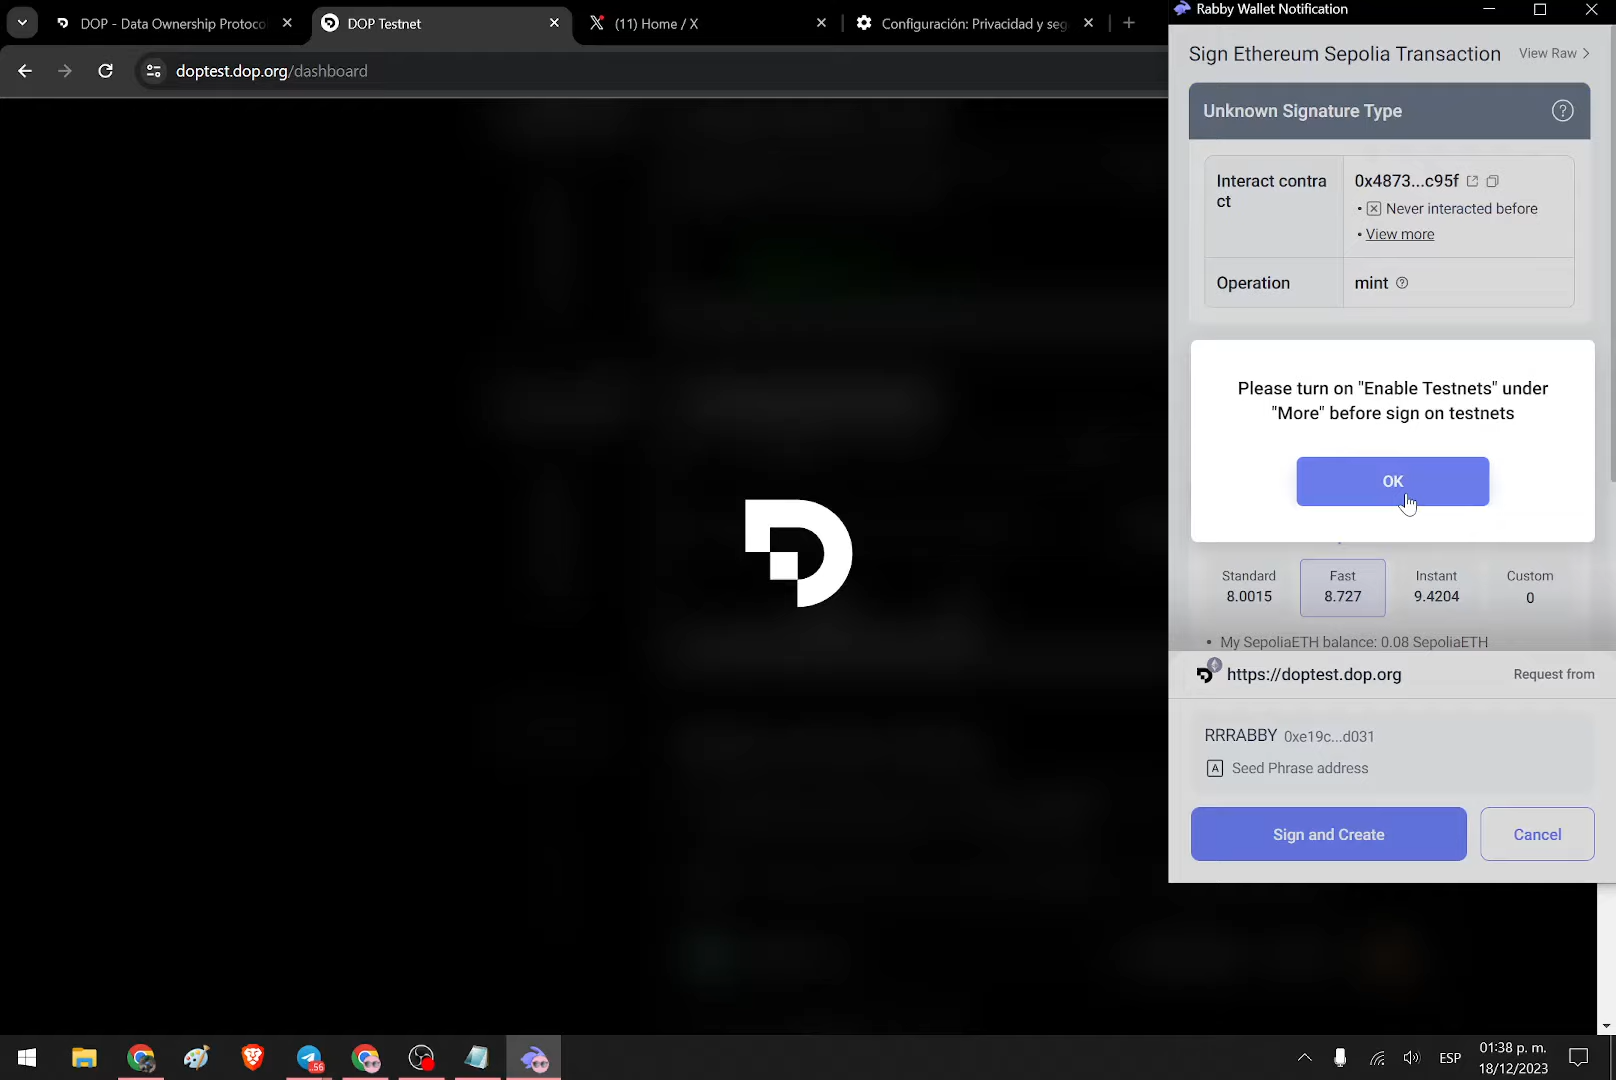 DOP - Data Ownership Protoco
DOP Testnet
(11) Home / X
Configuración: Privacidad y seg
Rabby Wallet Notification
doptest.dop.org/dashboard
Sign Ethereum Sepolia Transaction
View Raw
Unknown Signature Type
Interact contra
ct
0x4873...c95f
• Never interacted before
• View more
Operation
mint
Please turn on "Enable Testnets" under
"More" before sign on testnets
OK
Standard
8.0015
Fast
8.727
Instant
9.4204
Custom
0
• My SepoliaETH balance: 0.08 SepoliaETH
https://doptest.dop.org
Request from
RRRABBY 0xe19c...d031
A Seed Phrase address
Sign and Create
Cancel
56
ESP
01:38 p. m.
18/12/2023